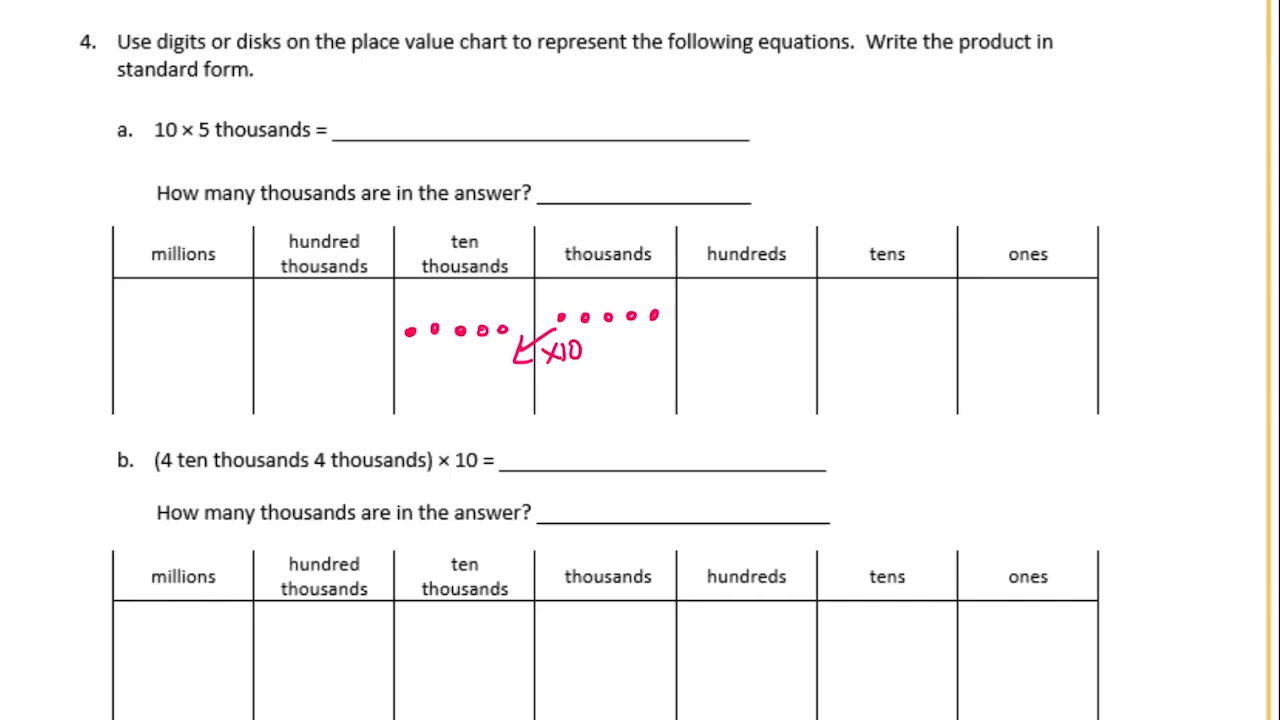 4. Use digits or disks on the place value chart to represent the following equations. Write the product in
standard form.
a. 10 × 5 thousands =
How many thousands are in the answer?
millions hundred thousands ten thousands thousands hundreds tens ones
×10
b. (4 ten thousands 4 thousands) × 10 =
How many thousands are in the answer?
millions hundred thousands ten thousands thousands hundreds tens ones